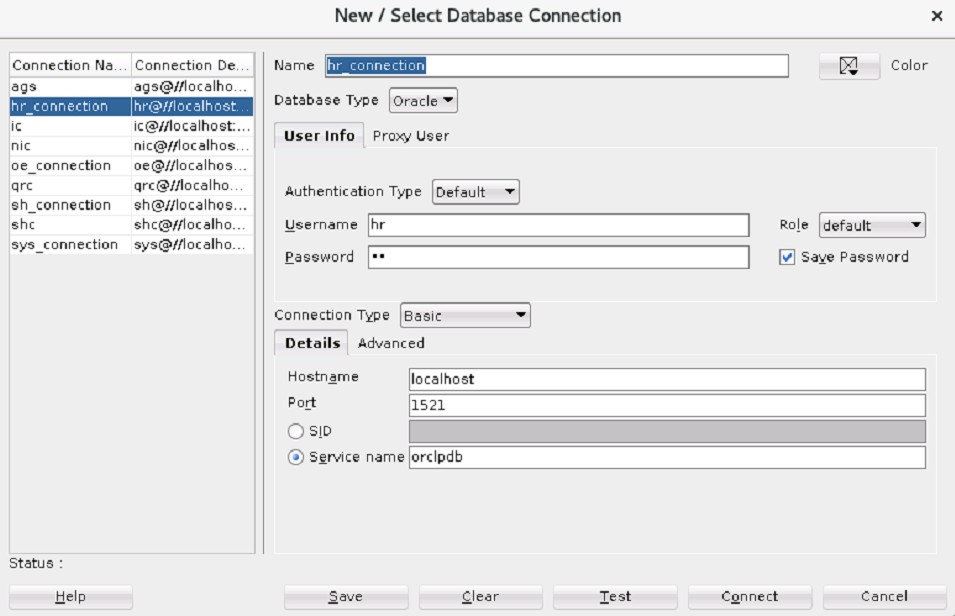 New / Select Database Connection
Connection Na... Connection De...
ags ags@//localho...
hr_connection hr@//localhost...
ic ic@//localhost:...
nic nic@//localhos...
oe_connection oe@//localhos...
qrc qrc@//localho...
sh_connection sh@//localhos...
shc shc@//localho...
sys_connection sys@//localho...
Status :
Name hr_connection Color
Database Type Oracle
User Info Proxy User
Authentication Type Default
Username hr Role default
Password •• Save Password
Connection Type Basic
Details Advanced
Hostname localhost
Port 1521
SID
Service name orclpdb
Help Save Clear Test Connect Cancel